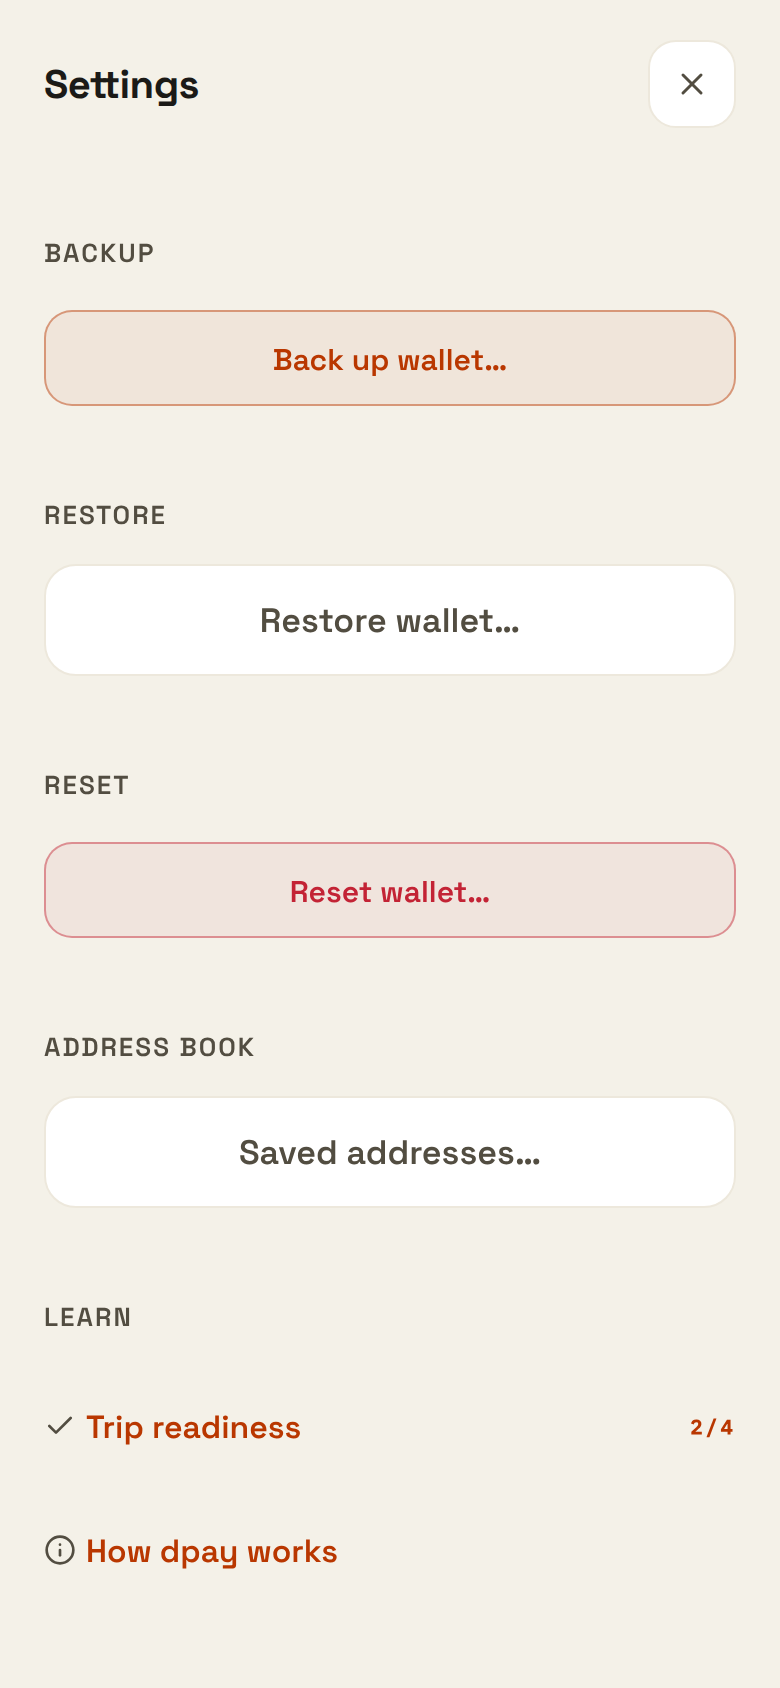 Settings
BACKUP
Back up wallet...
RESTORE
Restore wallet...
RESET
Reset wallet...
ADDRESS BOOK
Saved addresses...
LEARN
Trip readiness 2/4
How dpay works